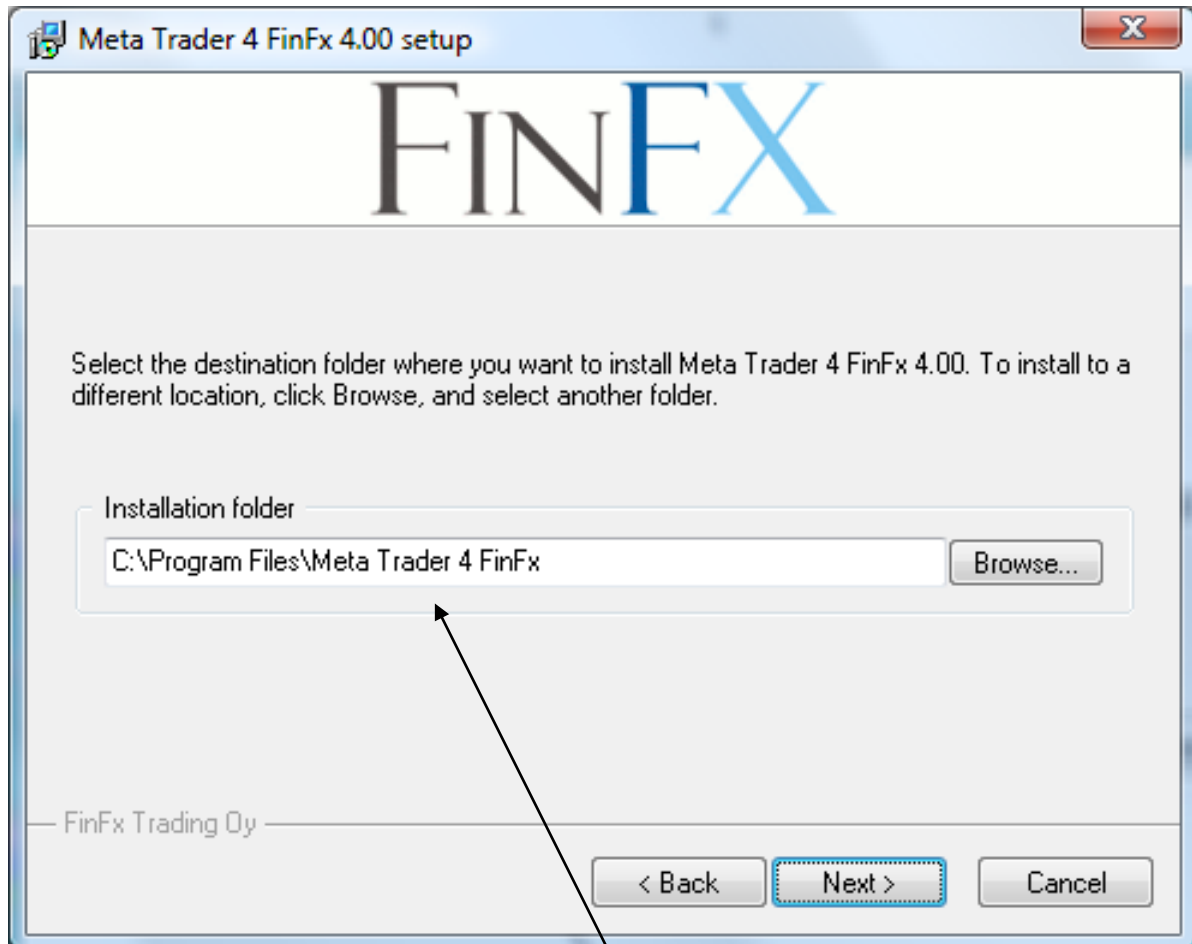 Meta Trader 4 FinFx 4.00 setup
FINFX
Select the destination folder where you want to install Meta Trader 4 FinFx 4.00. To install to a
different location, click Browse, and select another folder.
Installation folder
C:\Program Files\Meta Trader 4 FinFx
Browse...
FinFx Trading Oy
< Back
Next >
Cancel